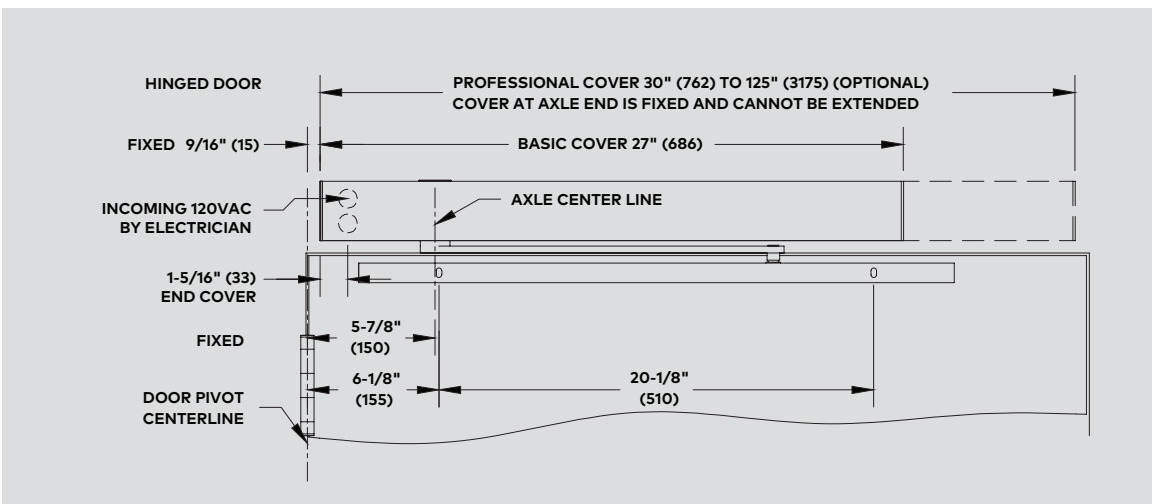 HINGED DOOR
PROFESSIONAL COVER 30" (762) TO 125" (3175) (OPTIONAL)
COVER AT AXLE END IS FIXED AND CANNOT BE EXTENDED
FIXED 9/16" (15)
BASIC COVER 27" (686)
INCOMING 120VAC
BY ELECTRICIAN
AXLE CENTER LINE
1-5/16" (33)
END COVER
FIXED
5-7/8"
(150)
6-1/8"
(155)
20-1/8"
(510)
DOOR PIVOT
CENTERLINE